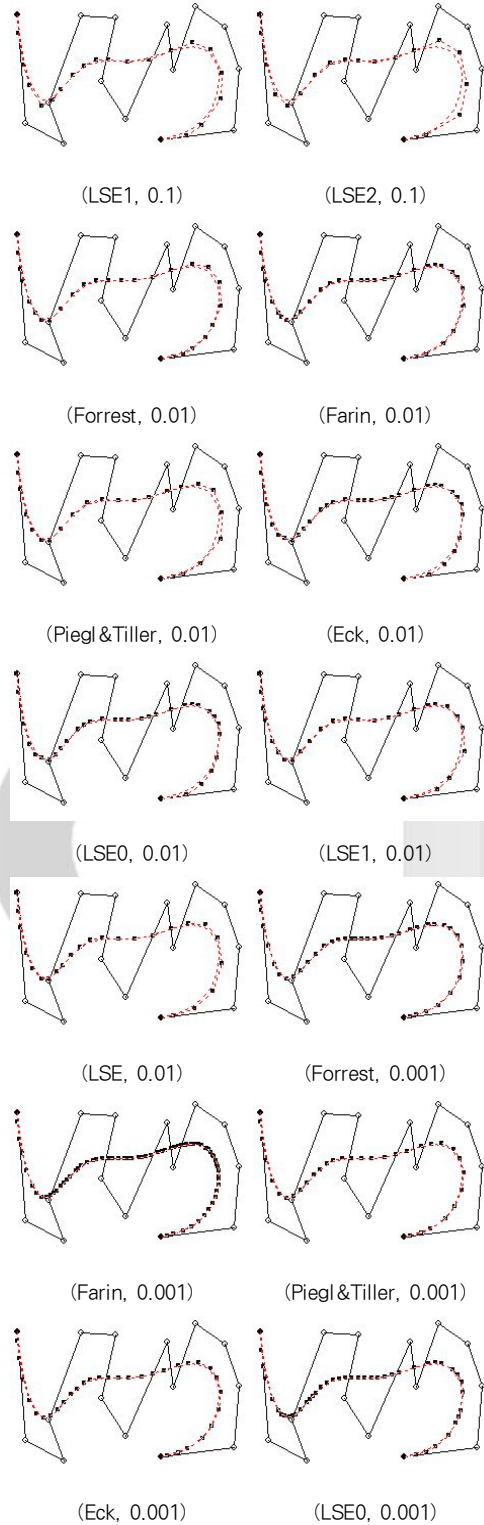 (LSE1, 0.1) (LSE2, 0.1)
(Forrest, 0.01) (Farin, 0.01)
(Piegl&Tiller, 0.01) (Eck, 0.01)
(LSE0, 0.01) (LSE1, 0.01)
(LSE, 0.01) (Forrest, 0.001)
(Farin, 0.001) (Piegl&Tiller, 0.001)
(Eck, 0.001) (LSE0, 0.001)